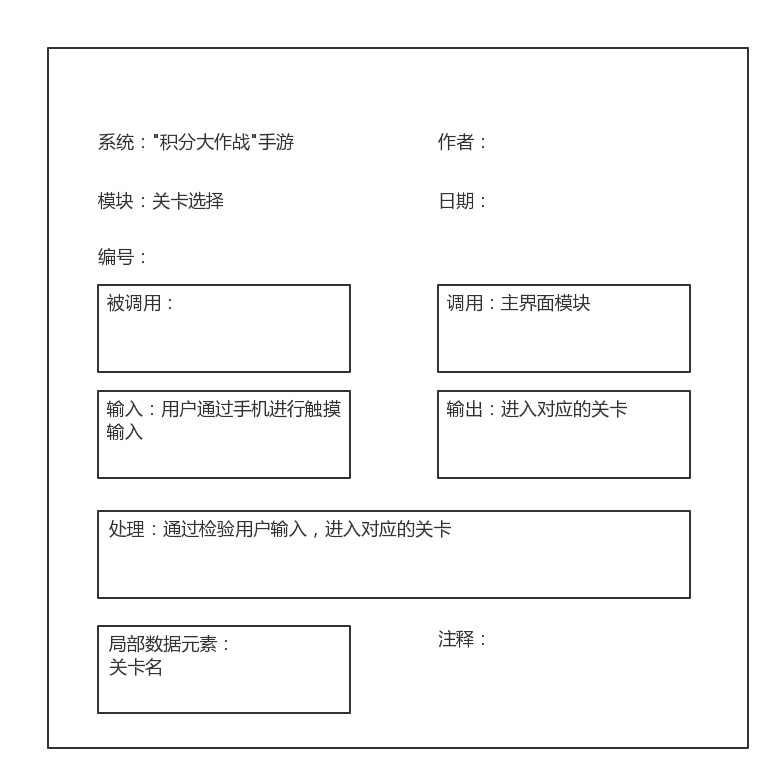 系统："积分大作战"手游
作者：
模块：关卡选择
日期：
编号：
被调用：
调用：主界面模块
输入：用户通过手机进行触摸
输入
输出：进入对应的关卡
处理：通过检验用户输入，进入对应的关卡
局部数据元素：
关卡名
注释：